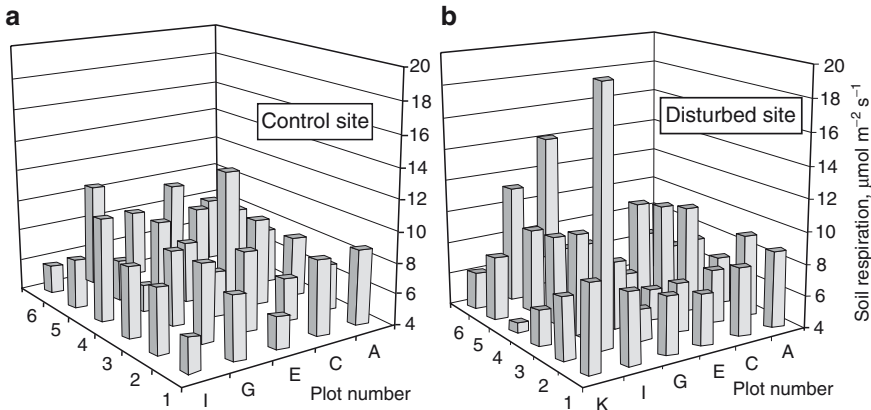 a
Control site
20
18
16
14
12
10
8
6
4
6
5
4
3
2
1
I
G
E
C
A
Plot number
b
Disturbed site
20
18
16
14
12
10
8
6
4
Soil respiration, μmol m⁻² s⁻¹
6
5
4
3
2
1
K
I
G
E
C
A
Plot number